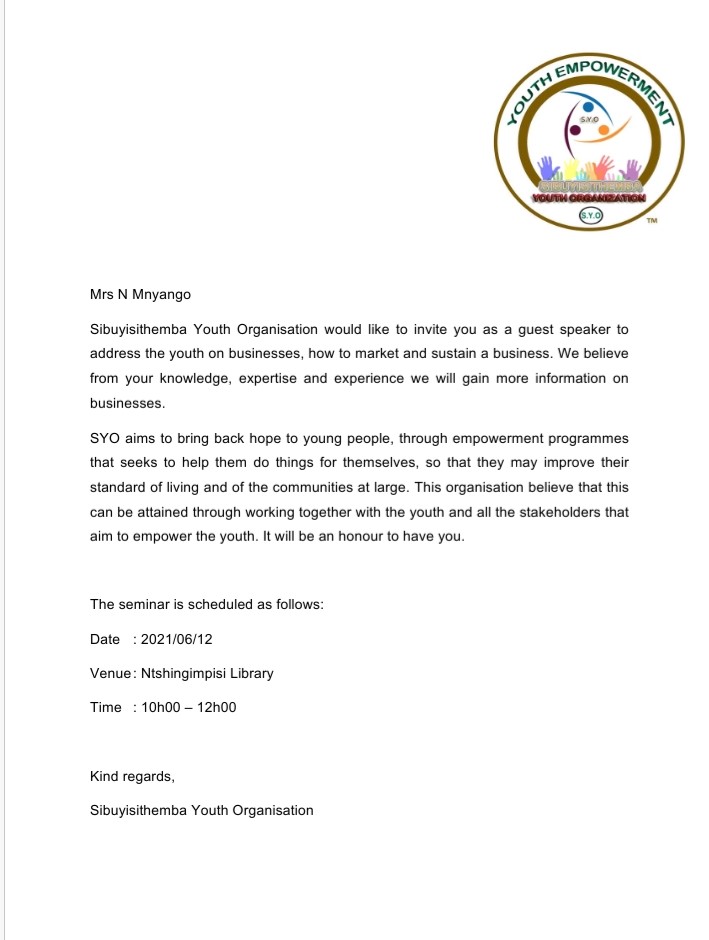 YOUTH EMPOWERMENT
S.Y.O
YOUTH ORGANIZATION
S.Y.O
TM
Mrs N Mnyango
Sibuyisithemba Youth Organisation would like to invite you as a guest speaker to
address the youth on businesses, how to market and sustain a business. We believe
from your knowledge, expertise and experience we will gain more information on
businesses.
SYO aims to bring back hope to young people, through empowerment programmes
that seeks to help them do things for themselves, so that they may improve their
standard of living and of the communities at large. This organisation believe that this
can be attained through working together with the youth and all the stakeholders that
aim to empower the youth. It will be an honour to have you.
The seminar is scheduled as follows:
Date : 2021/06/12
Venue : Ntshingimpisi Library
Time : 10h00 – 12h00
Kind regards,
Sibuyisithemba Youth Organisation